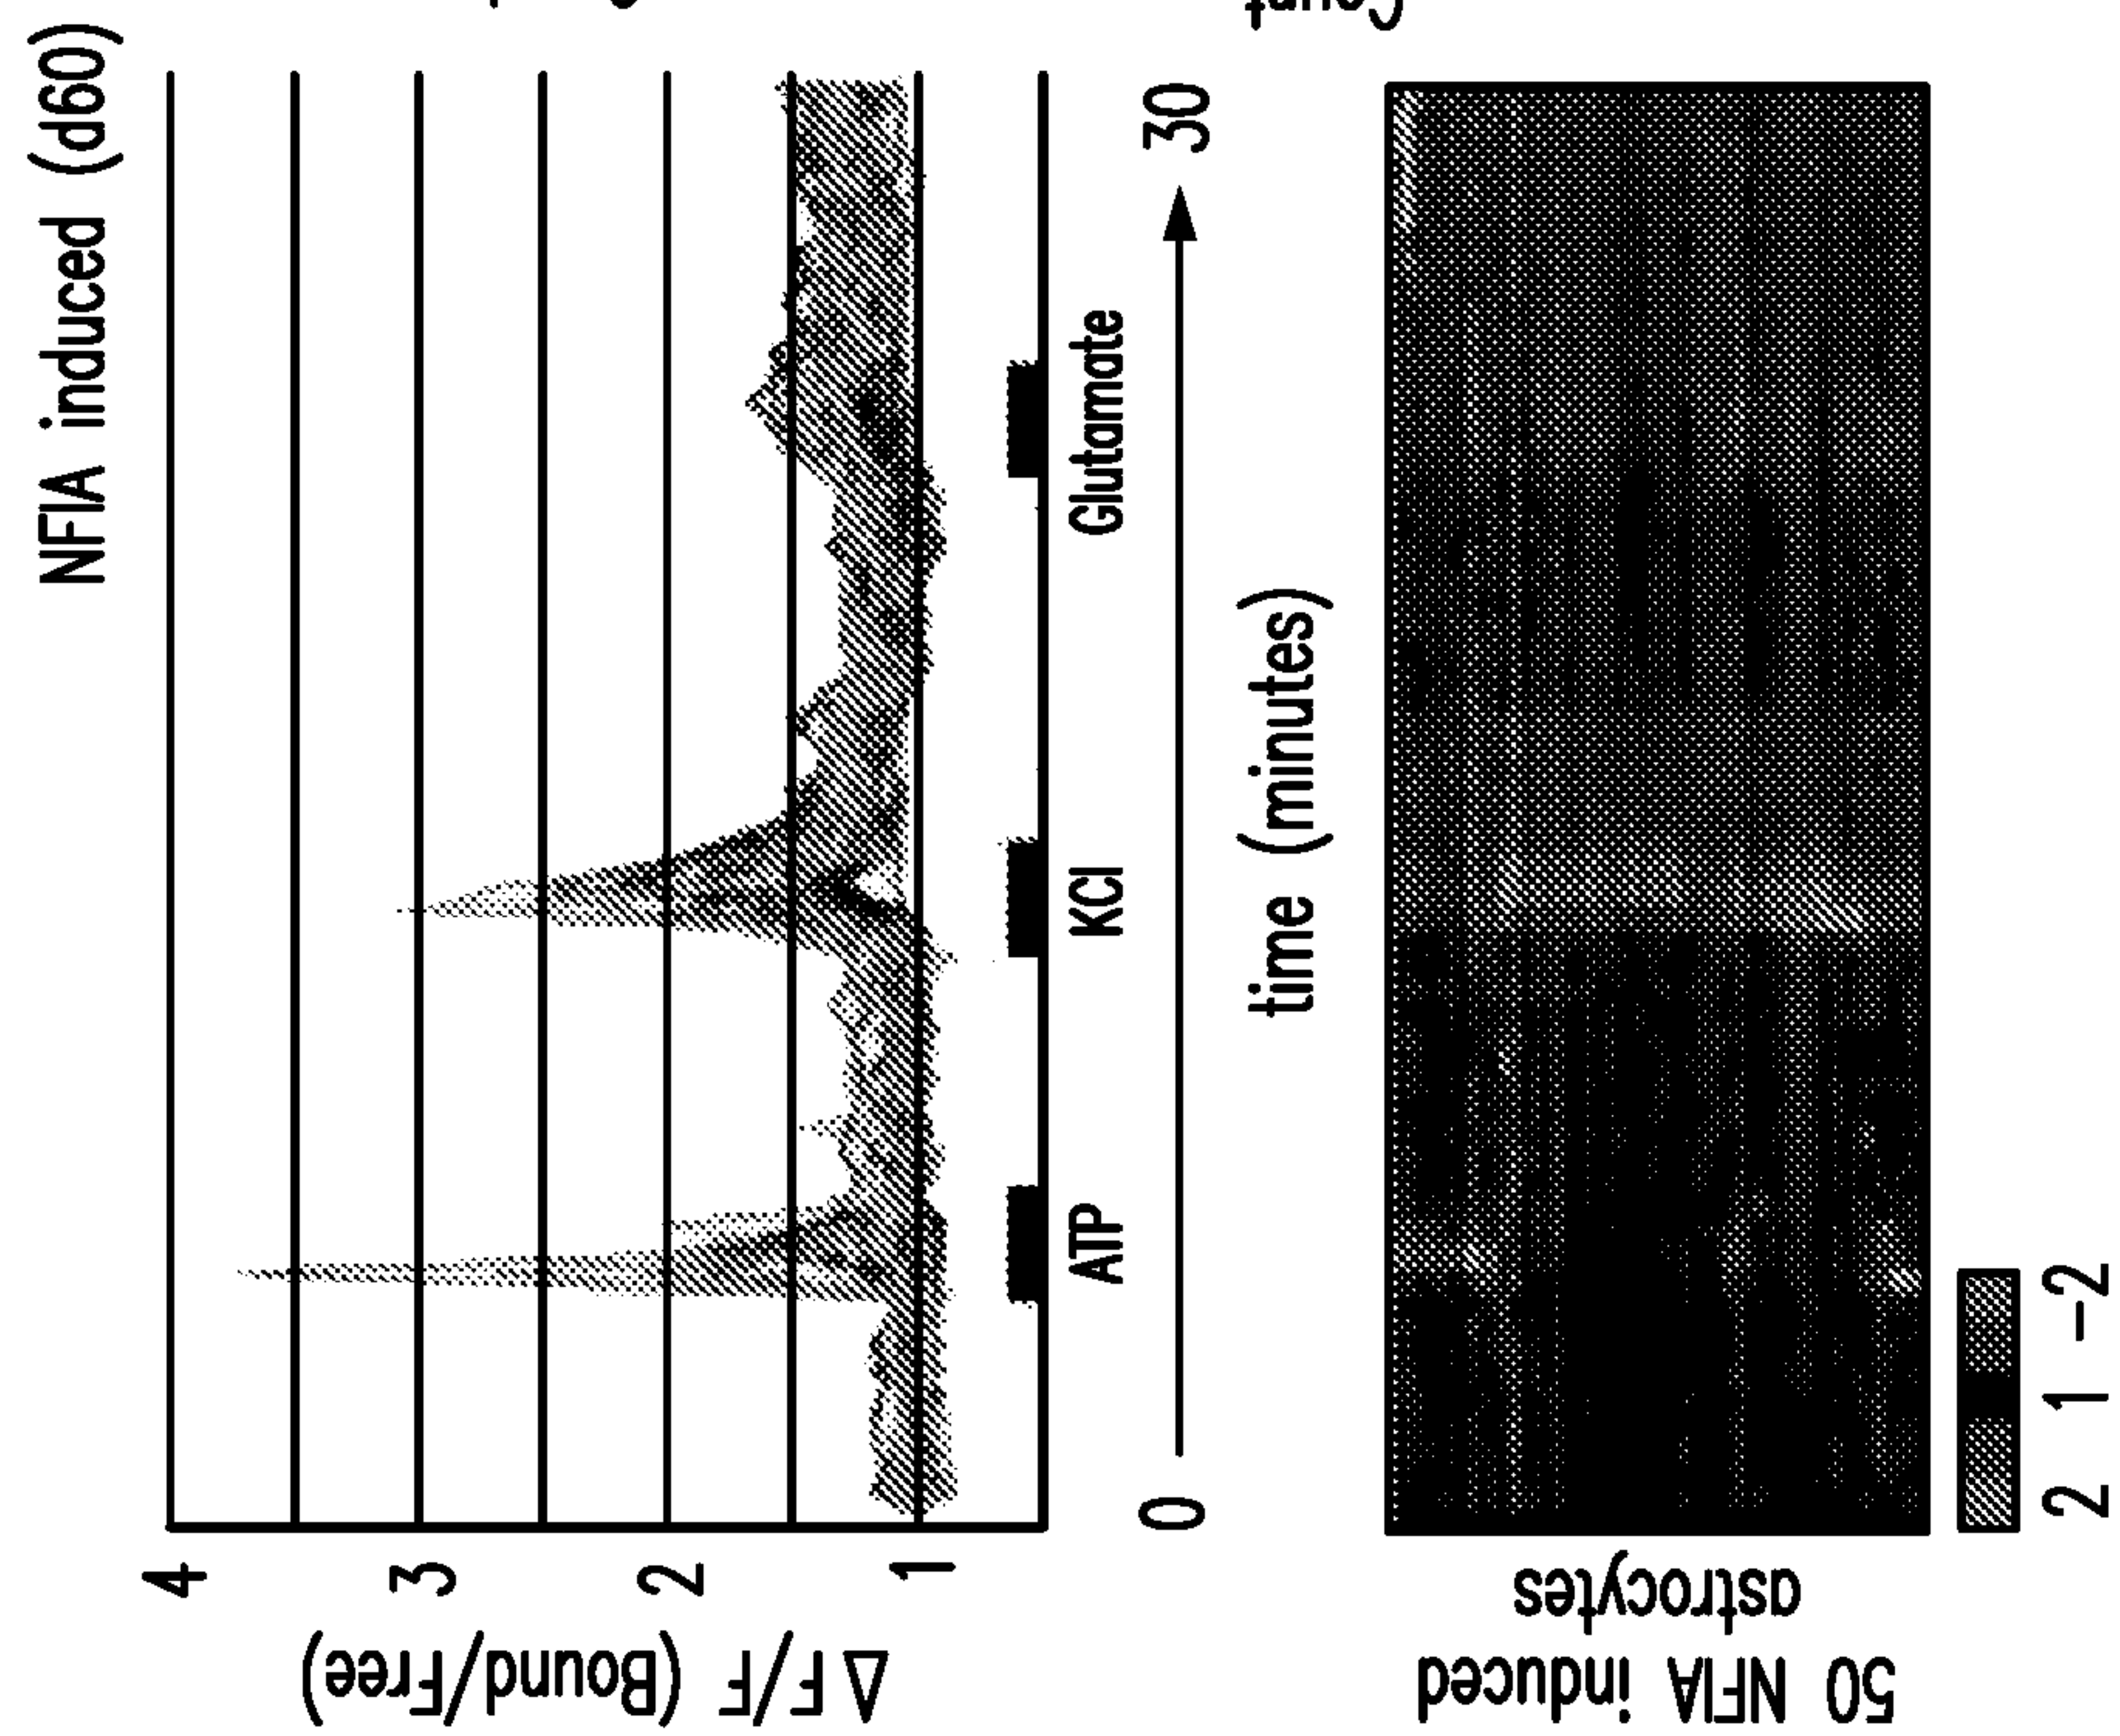 NFIA induced (d60)
4
3
2
1
Δ F/F (Bound/Free)
ATP KCl Glutamate
0 30
time (minutes)
50 NFIA induced
astrocytes
2 1 -2